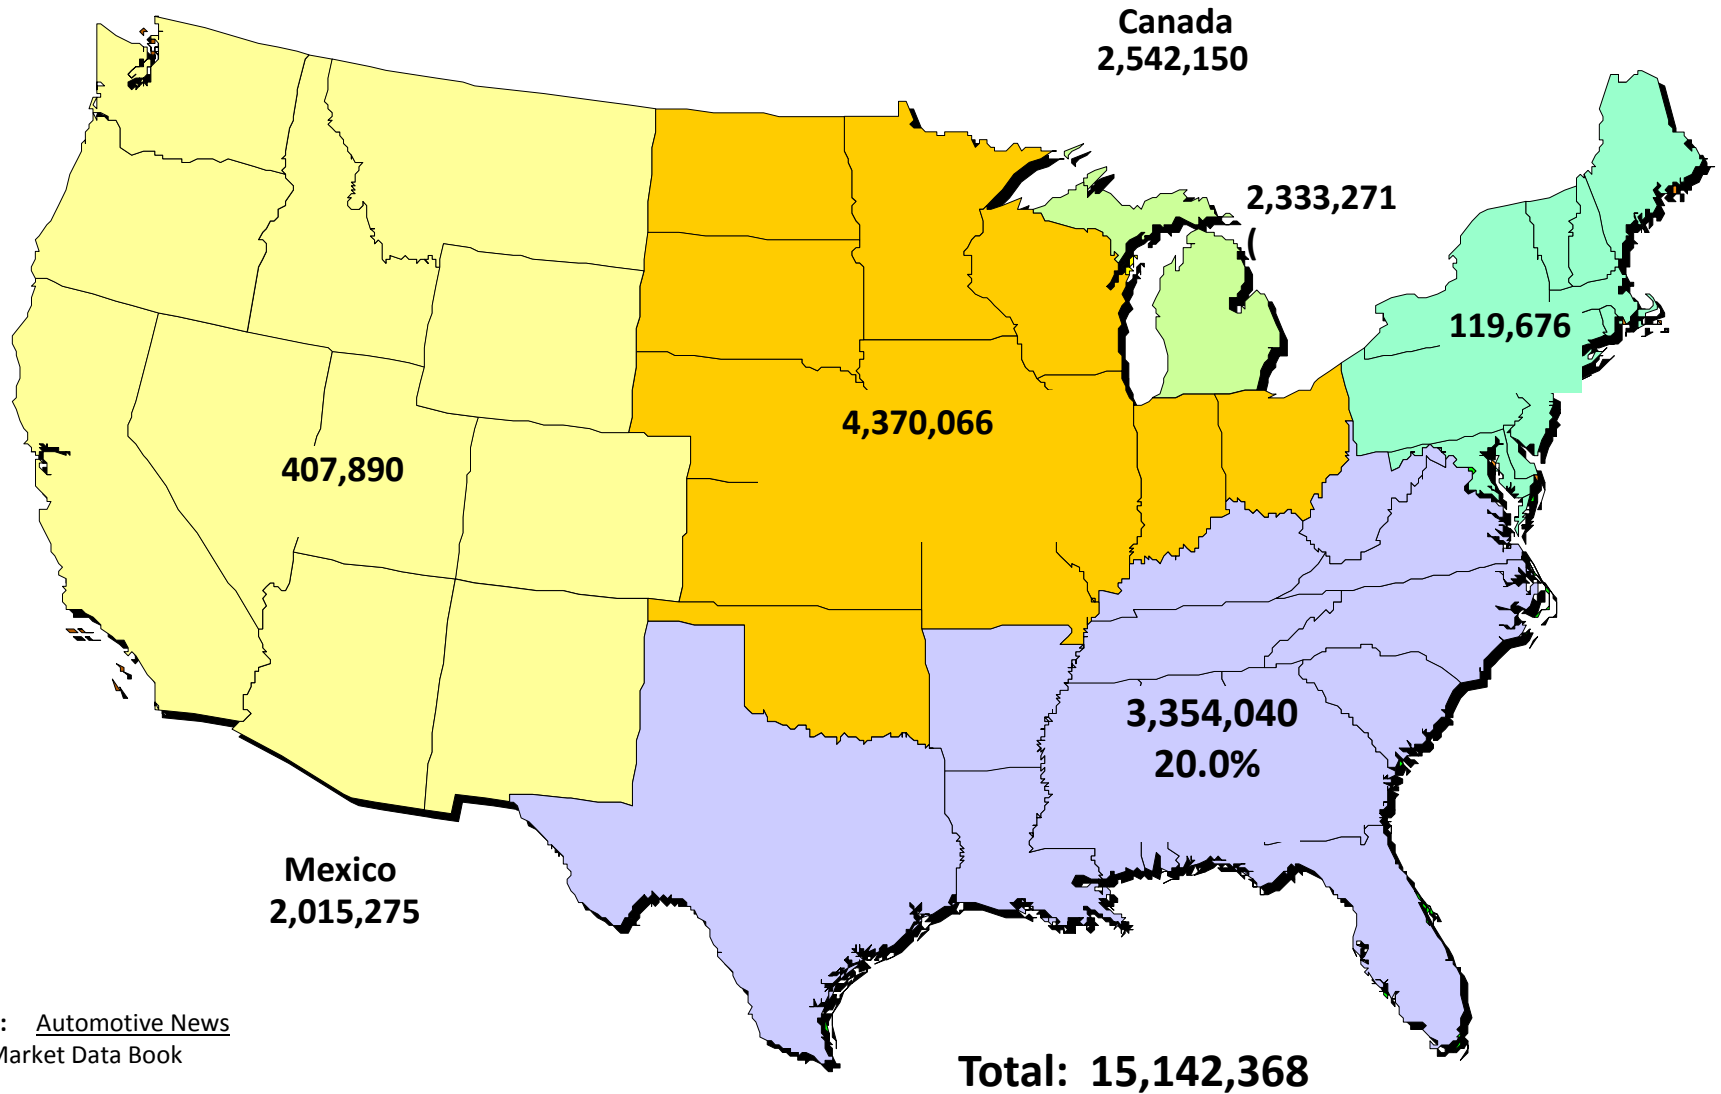 Canada
2,542,150
2,333,271
(
119,676
4,370,066
407,890
3,354,040
20.0%
Mexico
2,015,275
: Automotive News
Market Data Book
Total: 15,142,368